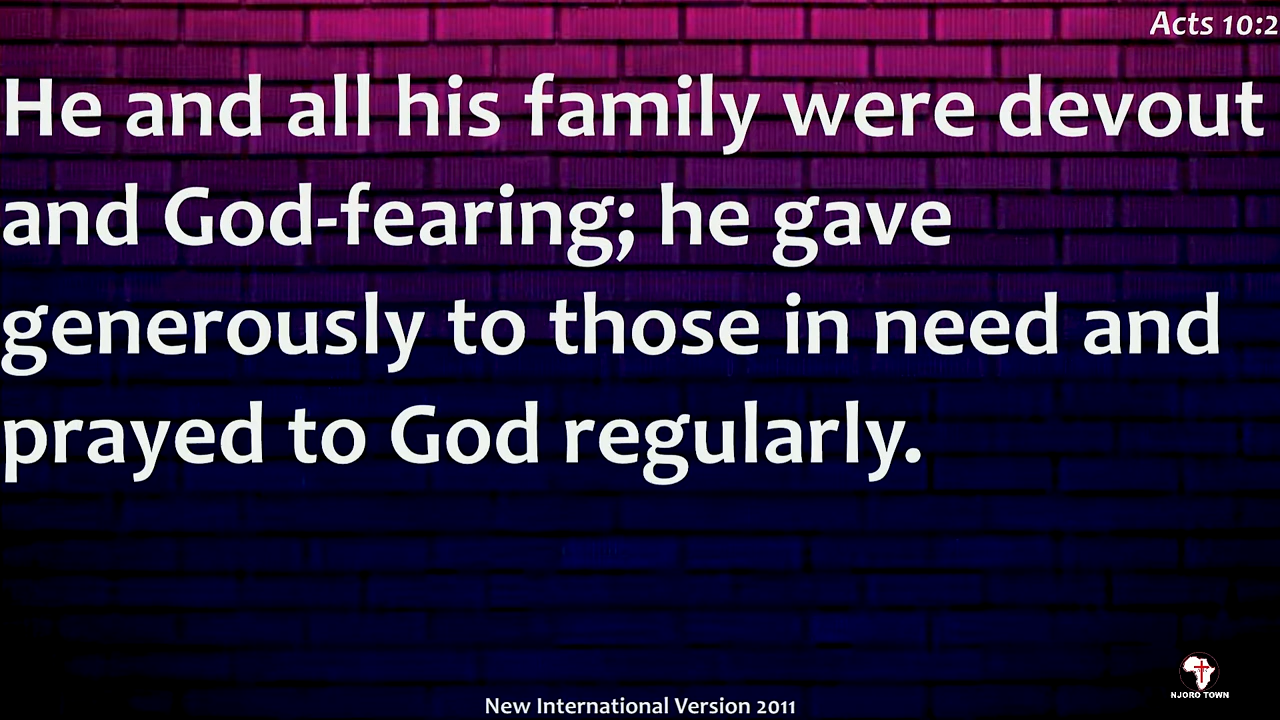 Acts 10:2
He and all his family were devout
and God-fearing; he gave
generously to those in need and
prayed to God regularly.
NJORO TOWN
New International Version 2011